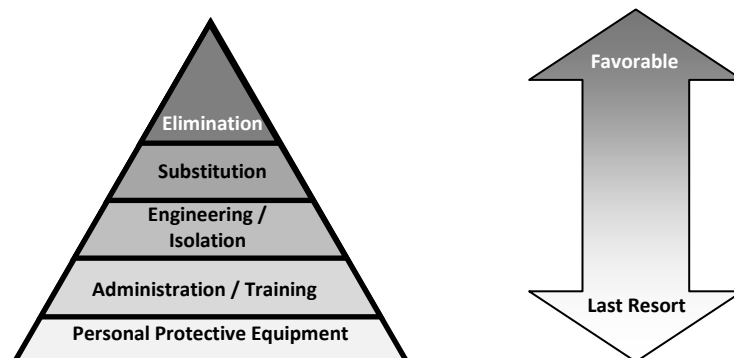 Favorable
Elimination
Substitution
Engineering /
Isolation
Administration / Training
Last Resort
Personal Protective Equipment